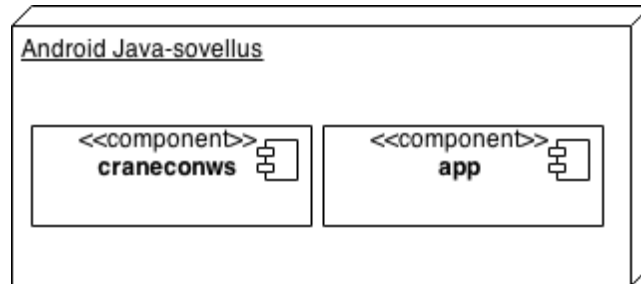 Android Java-sovellus
<<component>>
craneconws
<<component>>
app